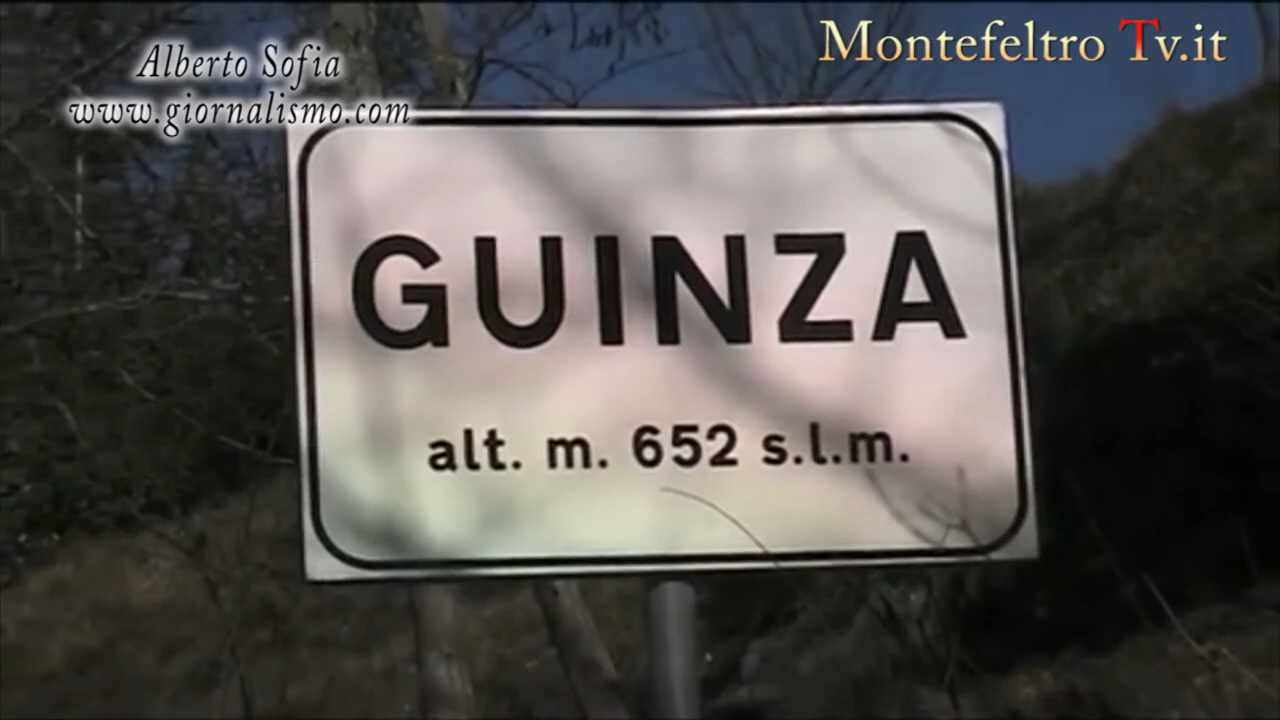 Alberto Sofia
www.giornalismo.com
Montefeltro Tv.it
GUINZA
alt. m. 652 s.l.m.